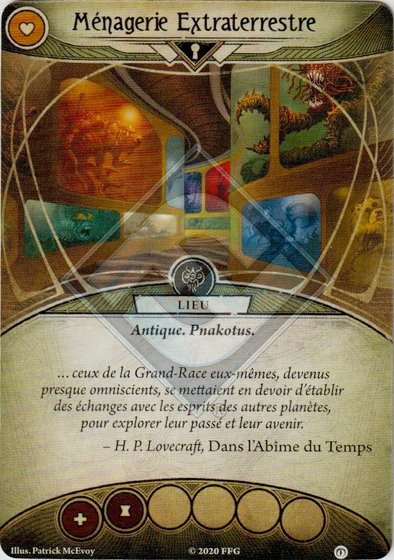 Ménagerie Extraterrestre
LIEU
Antique. Pnakotus.
… ceux de la Grand-Race eux-mêmes, devenus
presque omniscients, se mettaient en devoir d’établir
des échanges avec les esprits des autres planètes,
pour explorer leur passé et leur avenir.
– H. P. Lovecraft, Dans l’Abîme du Temps
Illus. Patrick McEvoy
© 2020 FFG